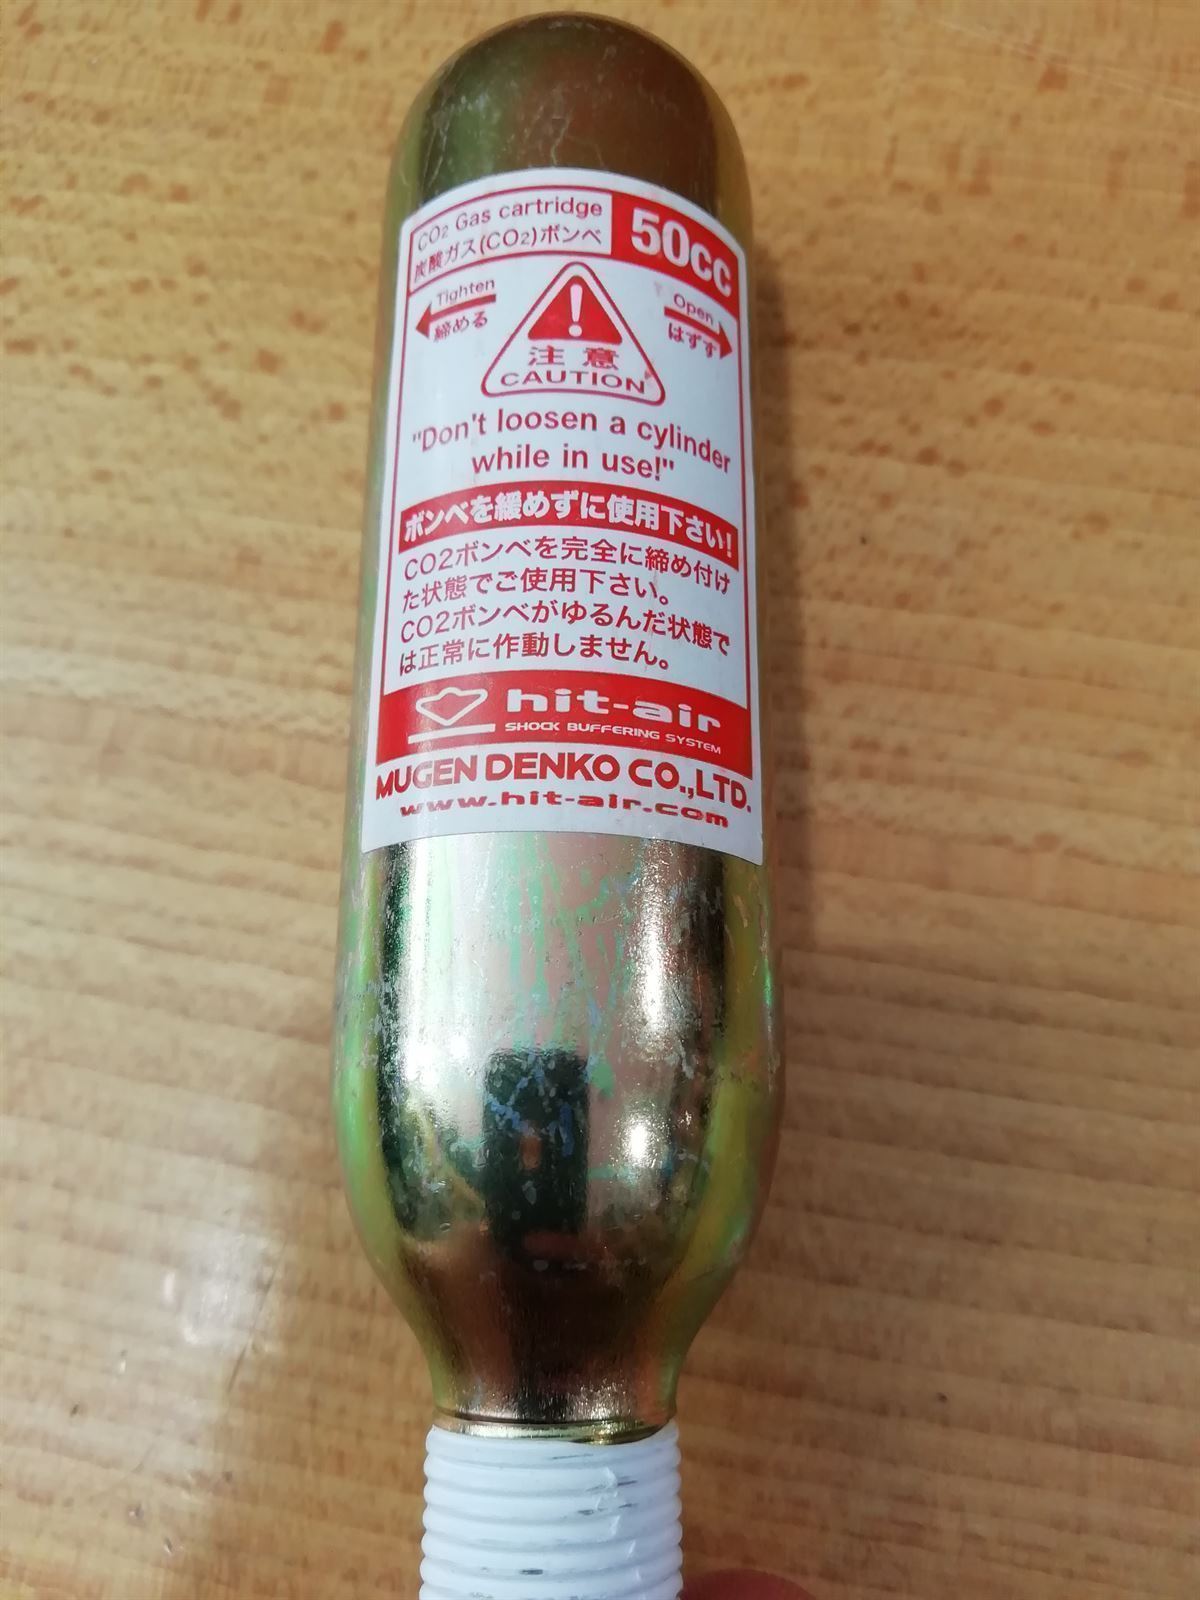 CO2 Gas cartridge
炭酸ガス(CO2)ボンベ
50cc
Tighten
締める
Open
はずす
注意
CAUTION
"Don't loosen a cylinder
while in use!"
ボンベを緩めずに使用下さい!
CO2ボンベを完全に締め付け
た状態でご使用下さい。
CO2ボンベがゆるんだ状態で
は正常に作動しません。
hit-air
SHOCK BUFFERING SYSTEM
MUGEN DENKO CO.,LTD.
www.hit-air.com